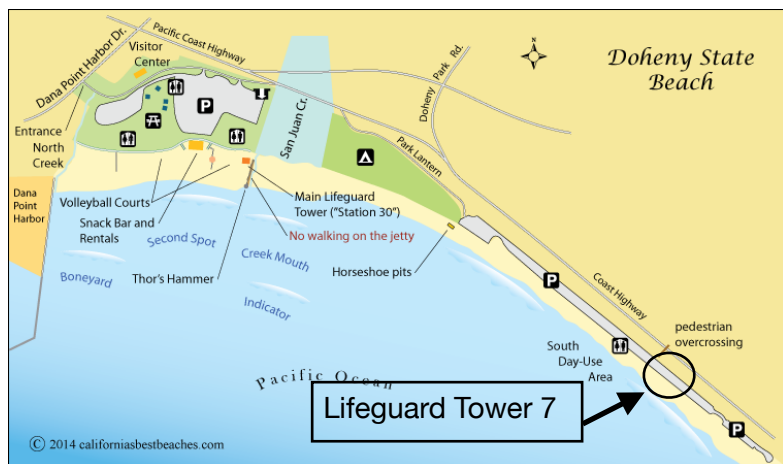 Doheny State
Beach
N
Pacific Coast Highway
Dana Point Harbor Dr.
Visitor
Center
Doheny Park Rd.
San Juan Cr.
P
Entrance
North
Creek
Park Lantern
Dana
Point
Harbor
Volleyball Courts
Snack Bar and
Rentals
Main Lifeguard
Tower ("Station 30")
No walking on the jetty
Second Spot
Creek Mouth
Boneyard
Thor's Hammer
Indicator
Horseshoe pits
P
Coast Highway
pedestrian
overcrossing
South
Day-Use
Area
Pacific Ocean
Lifeguard Tower 7
P
© 2014 californiasbestbeaches.com